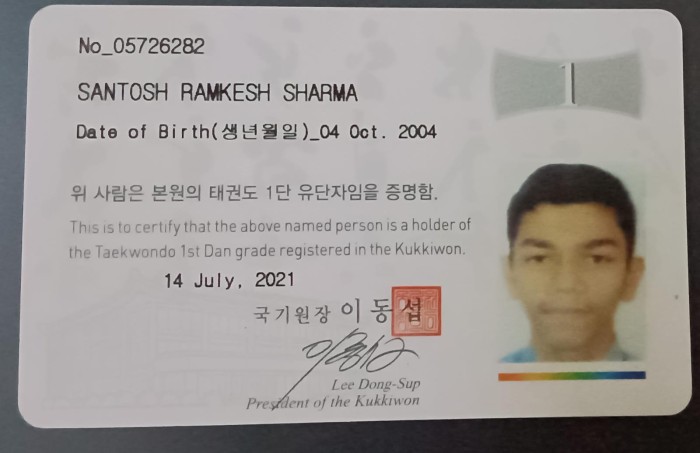 No_05726282
1
SANTOSH RAMKESH SHARMA
Date of Birth(생년월일)_04 Oct. 2004
위 사람은 본원의 태권도 1단 유단자임을 증명함.
This is to certify that the above named person is a holder of
the Taekwondo 1st Dan grade registered in the Kukkiwon.
14 July, 2021
국기원장 이동섭
Lee Dong-Sup
President of the Kukkiwon